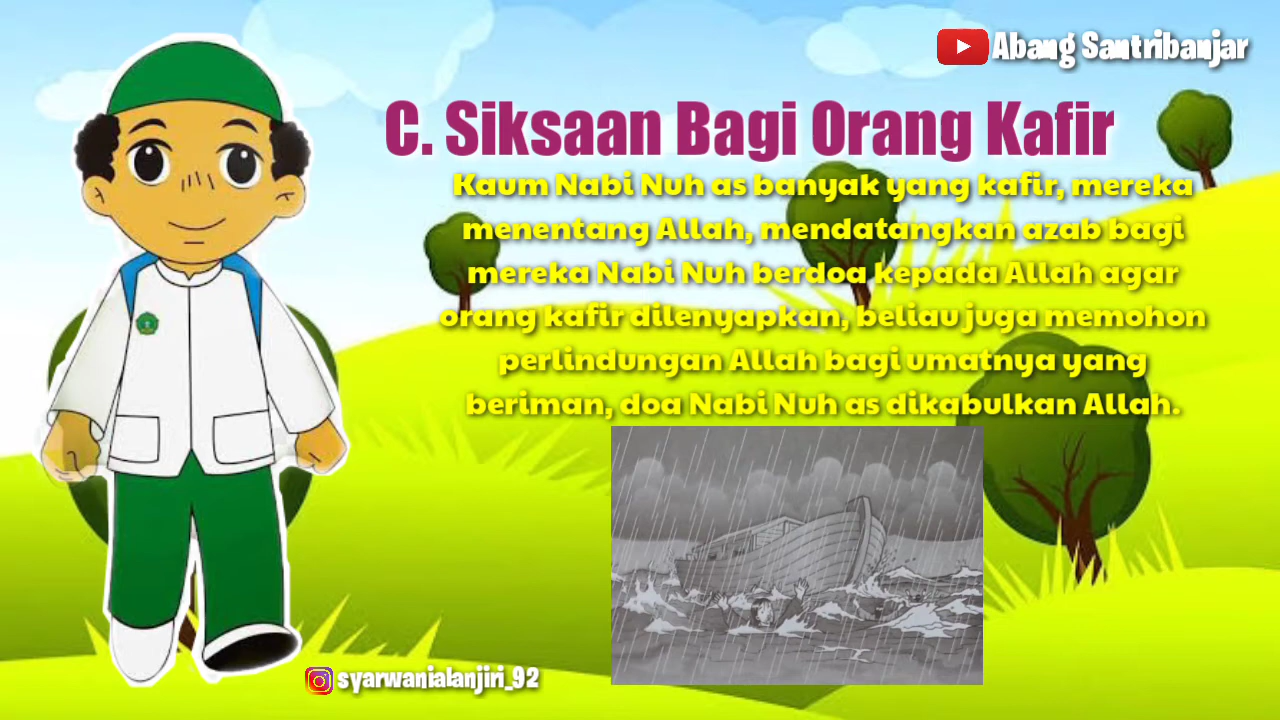 Abang Santribanjar
C. Siksaan Bagi Orang Kafir
Kaum Nabi Nuh as banyak yang kafir, mereka
menentang Allah, mendatangkan azab bagi
mereka Nabi Nuh berdoa kepada Allah agar
orang kafir dilenyapkan, beliau juga memohon
perlindungan Allah bagi umatnya yang
beriman, doa Nabi Nuh as dikabulkan Allah.
syarwanialanjiri_92